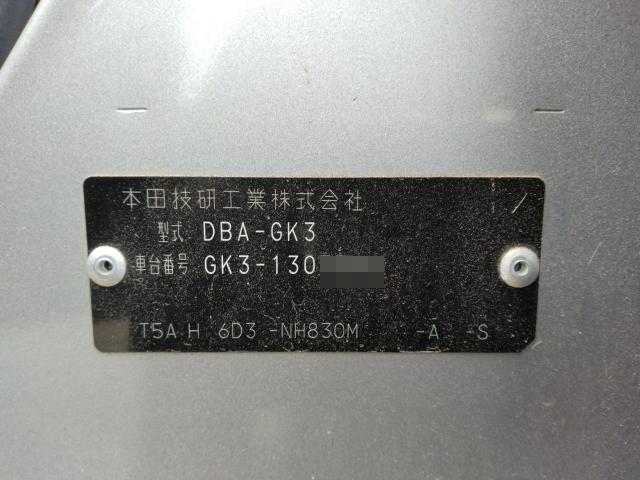 本田技研工業株式会社
型式 DBA-GK3
車台番号 GK3-130
T5A H 6D3 -NH830M -A -S